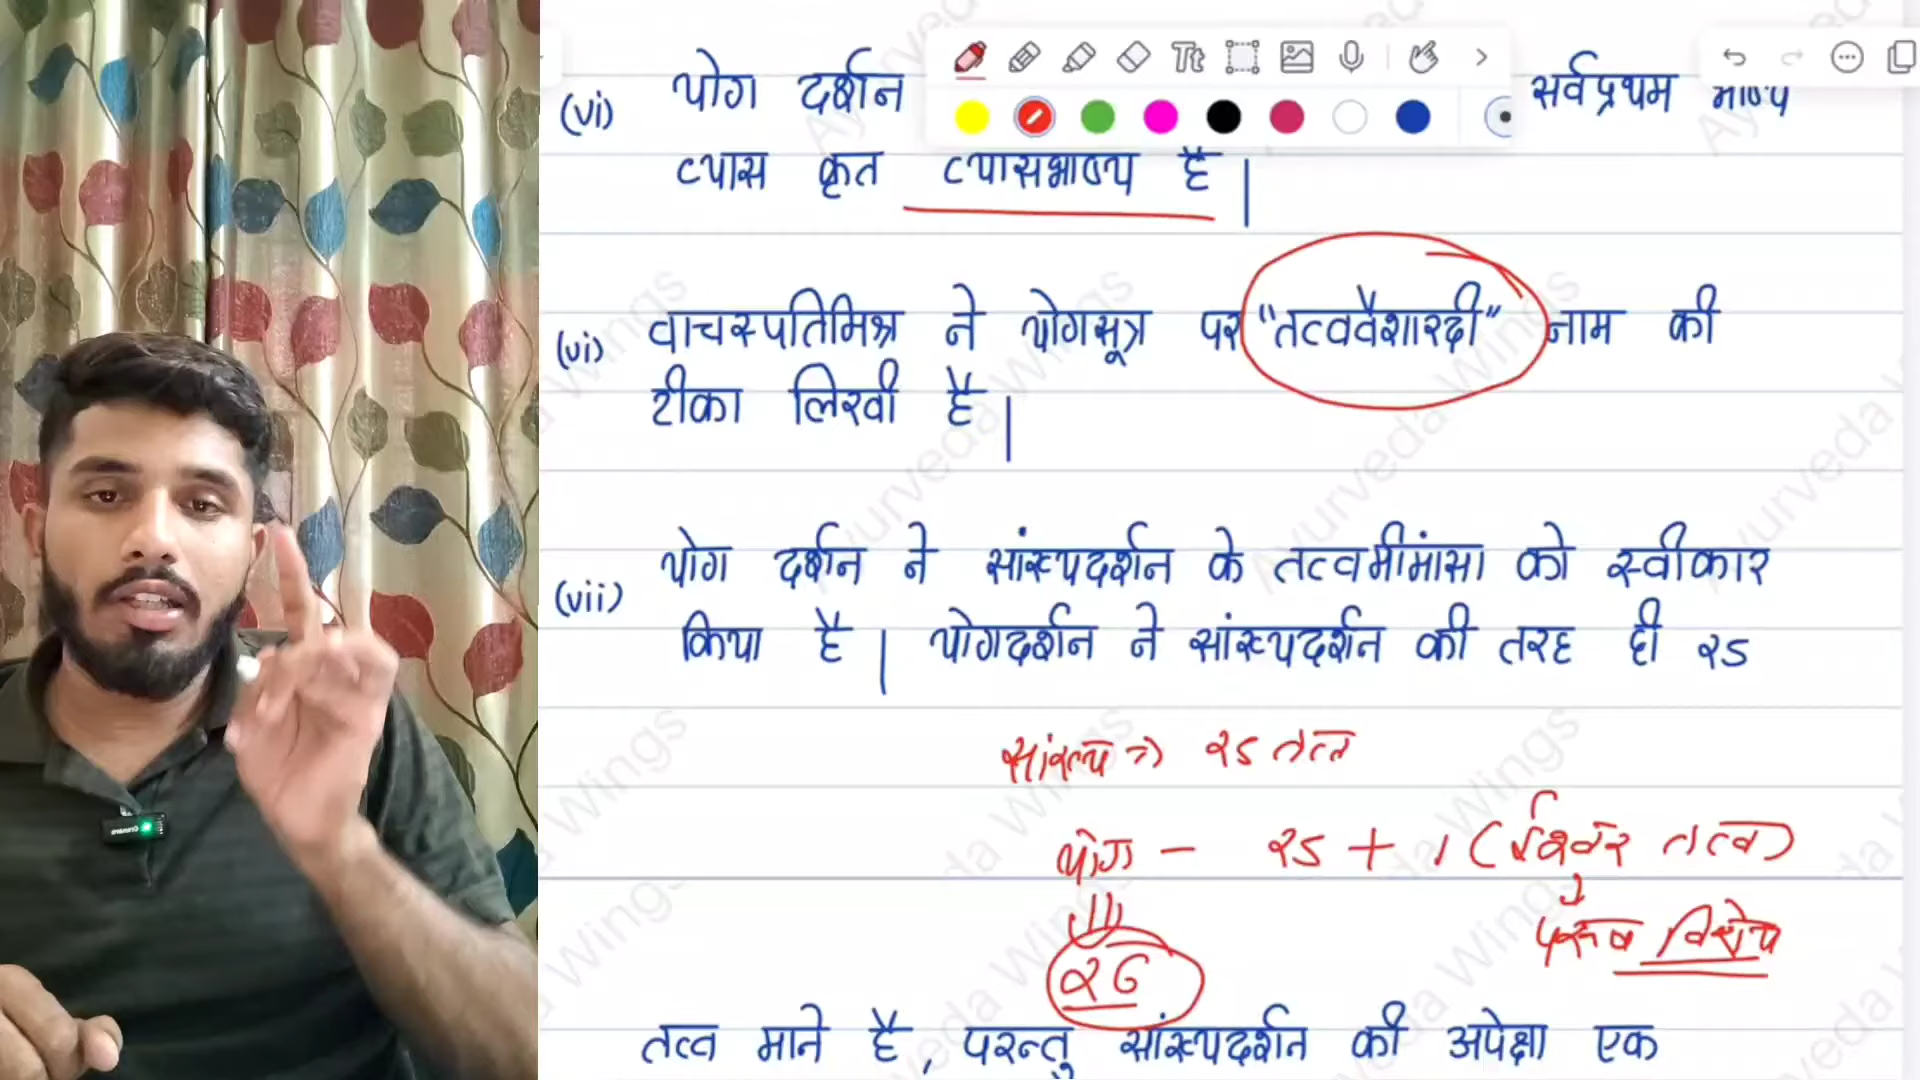 (vi) योग दर्शन सर्वप्रथम भाष्य
व्यास कृत व्यासभाष्य है |
(vi) वाचस्पतिमिश्र ने योगसूत्र पर "तत्ववैशारदी" नाम की
टीका लिखी है |
(vii) योग दर्शन ने सांख्यदर्शन के तत्वमीमांसा को स्वीकार
किया है | योगदर्शन ने सांख्यदर्शन की तरह ही २५
सांख्य → २५ तत्व
योग - २५ + १ (ईश्वर तत्व)
पुरुष विशेष
२६
तत्व माने है, परन्तु सांख्यदर्शन की अपेक्षा एक
Ayurveda Wings